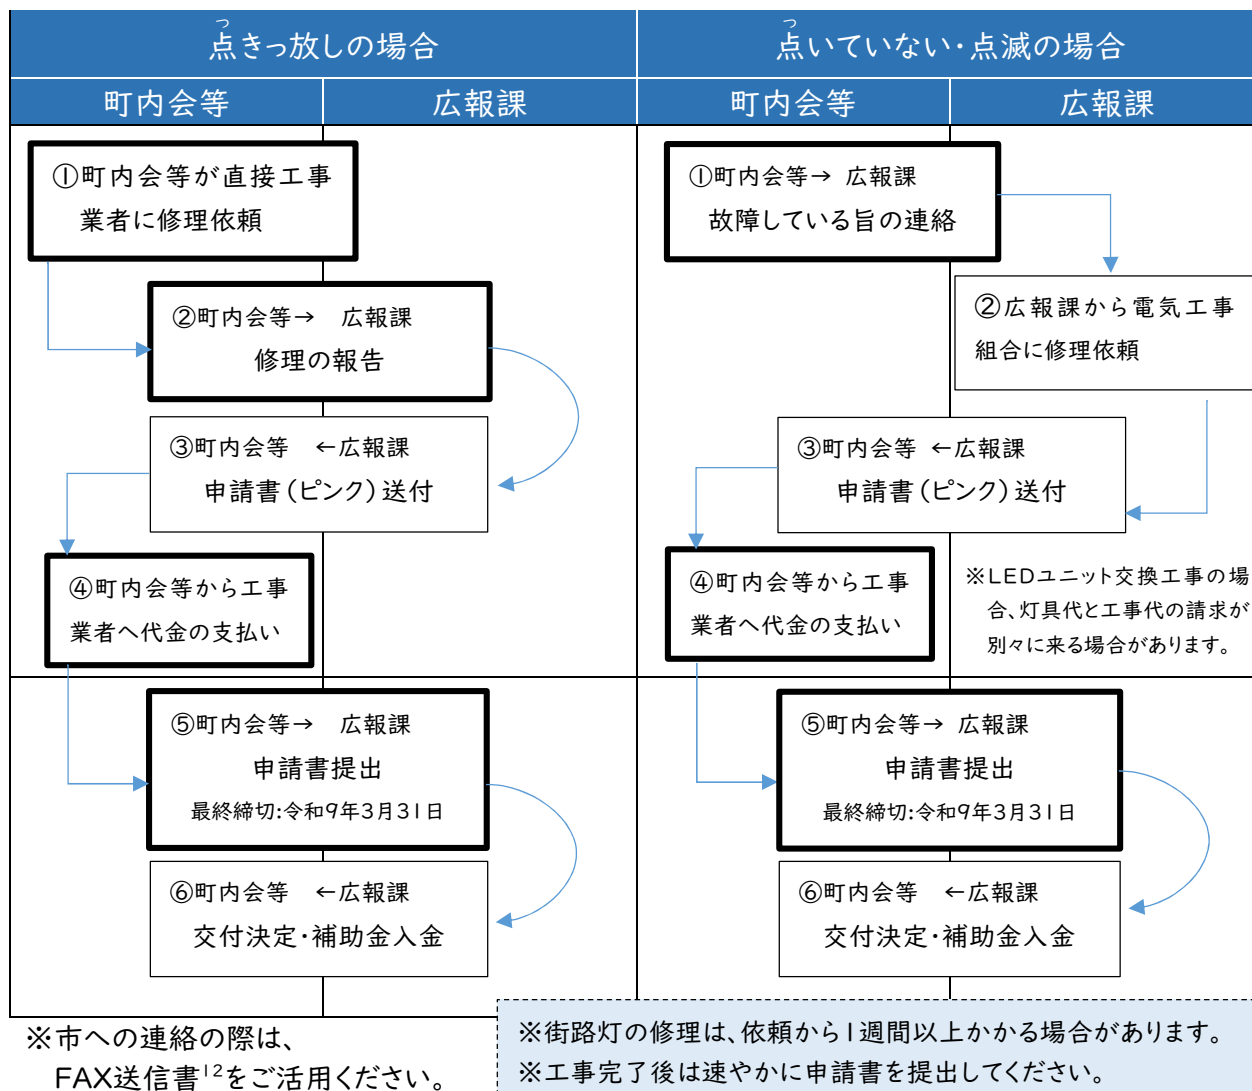 点きっ放しの場合
つ
点いていない・点滅の場合
つ
町内会等
広報課
町内会等
広報課
①町内会等が直接工事
業者に修理依頼
②町内会等→ 広報課
修理の報告
③町内会等 ←広報課
申請書(ピンク)送付
④町内会等から工事
業者へ代金の支払い
⑤町内会等→ 広報課
申請書提出
最終締切:令和9年3月31日
⑥町内会等 ←広報課
交付決定・補助金入金
①町内会等→ 広報課
故障している旨の連絡
②広報課から電気工事
組合に修理依頼
③町内会等 ←広報課
申請書(ピンク)送付
④町内会等から工事
業者へ代金の支払い
※LEDユニット交換工事の場
合、灯具代と工事代の請求が
別々に来る場合があります。
⑤町内会等→ 広報課
申請書提出
最終締切:令和9年3月31日
⑥町内会等 ←広報課
交付決定・補助金入金
※市への連絡の際は、
FAX送信書12をご活用ください。
※街路灯の修理は、依頼から1週間以上かかる場合があります。
※工事完了後は速やかに申請書を提出してください。